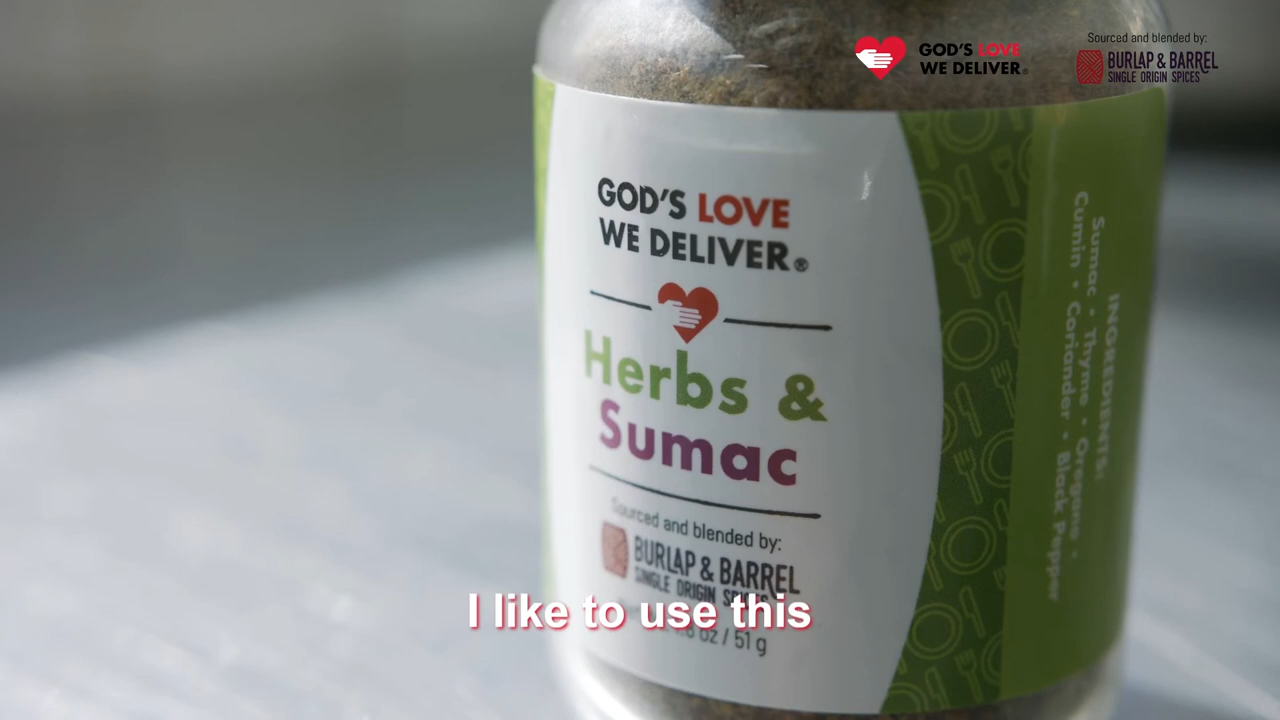 GOD'S LOVE
WE DELIVER®
Sourced and blended by:
BURLAP & BARREL
SINGLE ORIGIN SPICES
GOD'S LOVE
WE DELIVER®
Herbs &
Sumac
Sourced and blended by:
BURLAP & BARREL
SINGLE ORIGIN SPICES
oz / 51 g
INGREDIENTS:
Sumac • Thyme • Oregano •
Cumin • Coriander • Black Pepper
I like to use this